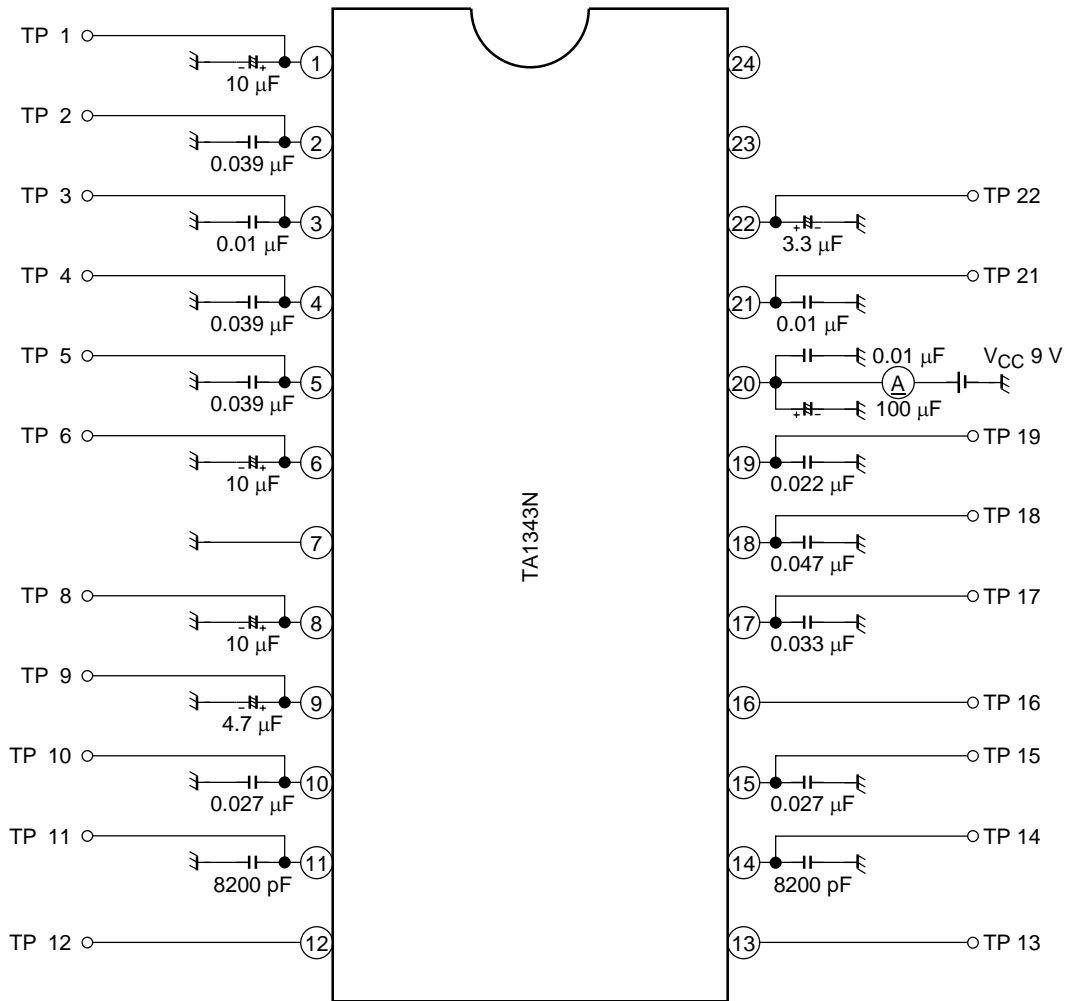 TP 1
1
10 μF
TP 2
2
0.039 μF
TP 3
3
0.01 μF
TP 4
4
0.039 μF
TP 5
5
0.039 μF
TP 6
6
10 μF
7
TP 8
8
10 μF
TP 9
9
4.7 μF
TP 10
10
0.027 μF
TP 11
11
8200 pF
TP 12
12
TA1343N
24
23
TP 22
22
3.3 μF
TP 21
21
0.01 μF
0.01 μF
VCC 9 V
20
A
100 μF
TP 19
19
0.022 μF
TP 18
18
0.047 μF
TP 17
17
0.033 μF
16
TP 16
TP 15
15
0.027 μF
TP 14
14
8200 pF
13
TP 13